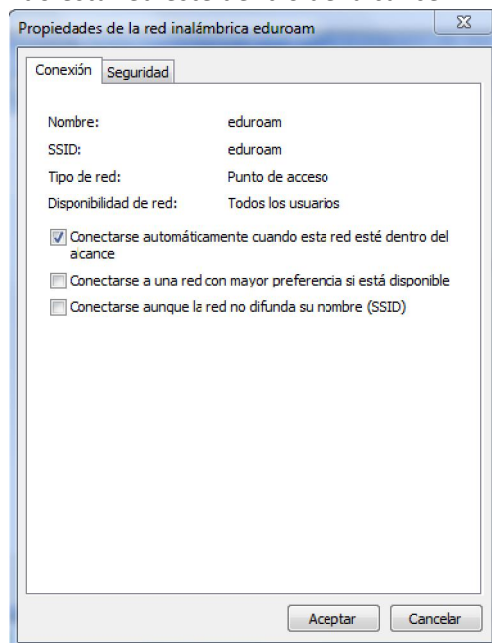 Propiedades de la red inalámbrica eduroam
Conexión Seguridad
Nombre: eduroam
SSID: eduroam
Tipo de red: Punto de acceso
Disponibilidad de red: Todos los usuarios
Conectarse automáticamente cuando esta red esté dentro del
alcance
Conectarse a una red con mayor preferencia si está disponible
Conectarse aunque la red no difunda su nombre (SSID)
Aceptar Cancelar